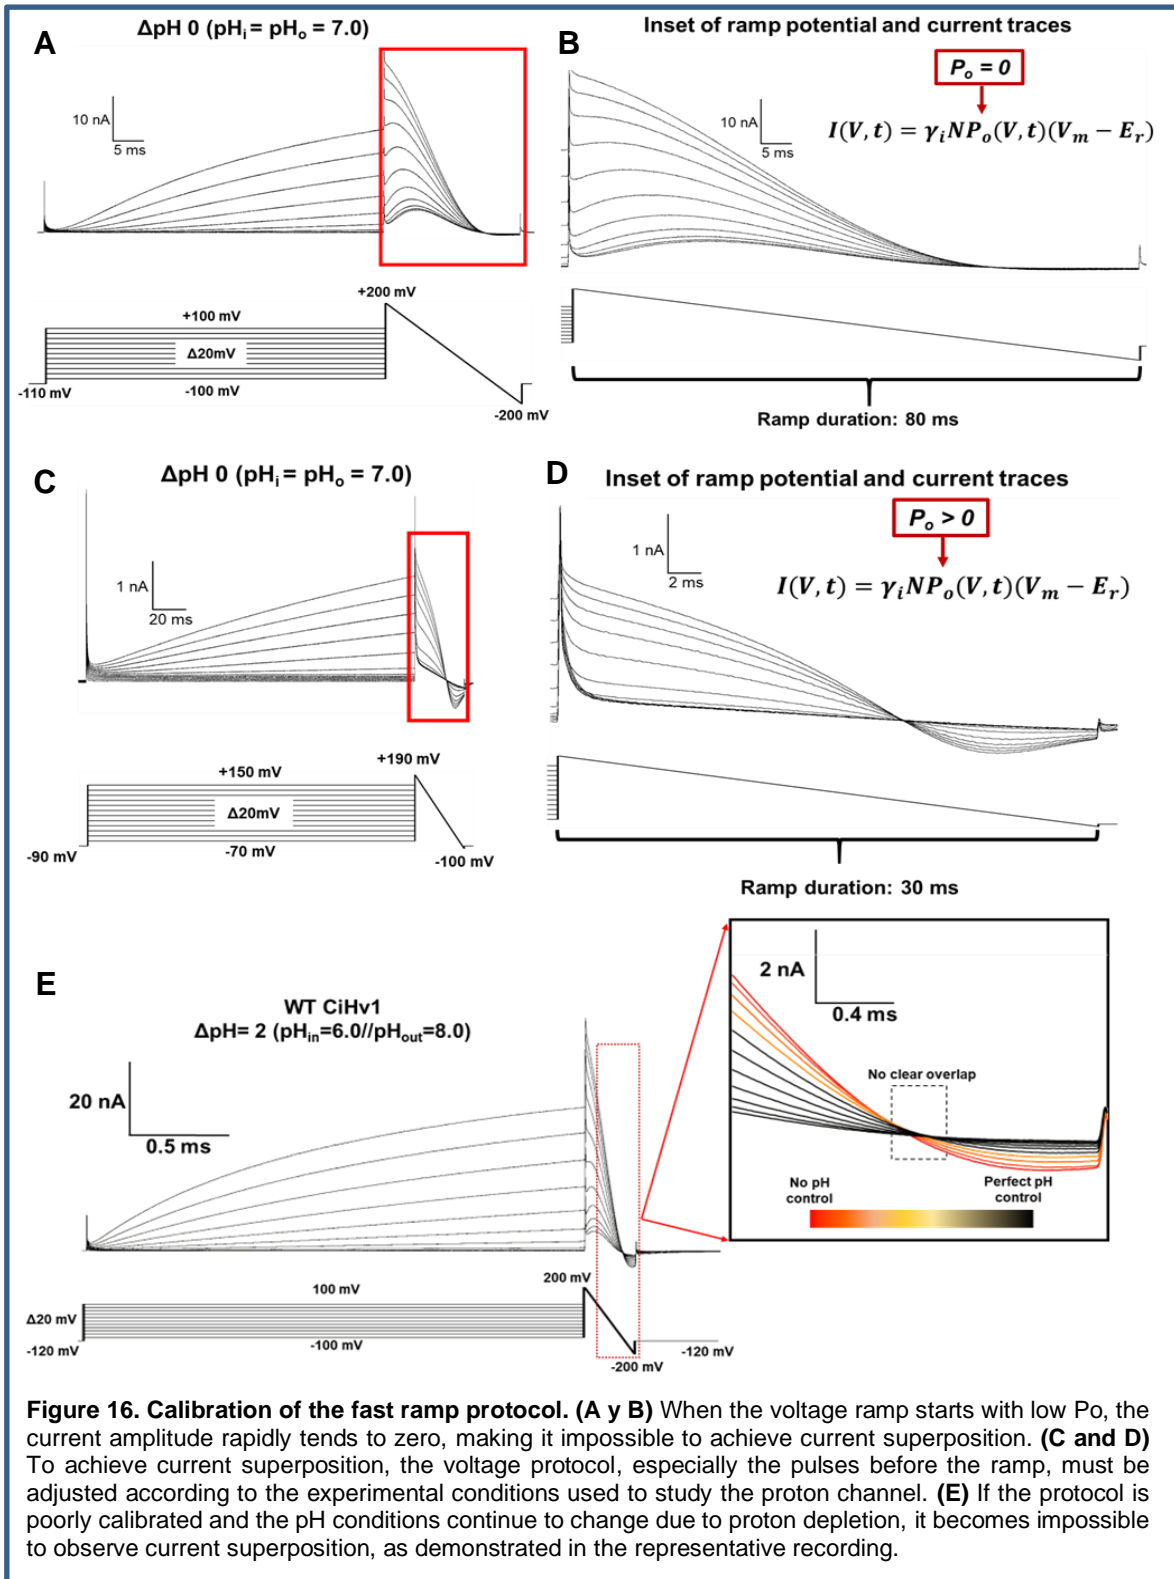 A
ΔpH 0 (pHi = pHo = 7.0)
10 nA
5 ms
+200 mV
+100 mV
Δ20mV
-110 mV
-100 mV
-200 mV
B
Inset of ramp potential and current traces
Po = 0
10 nA
5 ms
I(V, t) = γiNPo(V, t)(Vm − Er)
Ramp duration: 80 ms
C
ΔpH 0 (pHi = pHo = 7.0)
1 nA
20 ms
+190 mV
+150 mV
Δ20mV
-90 mV
-70 mV
-100 mV
D
Inset of ramp potential and current traces
Po > 0
1 nA
2 ms
I(V, t) = γiNPo(V, t)(Vm − Er)
Ramp duration: 30 ms
E
WT CiHv1
ΔpH= 2 (pHin=6.0//pHout=8.0)
20 nA
0.5 ms
200 mV
100 mV
Δ20 mV
-120 mV
-100 mV
-120 mV
-200 mV
2 nA
0.4 ms
No clear overlap
No pH control
Perfect pH control
Figure 16. Calibration of the fast ramp protocol. (A y B) When the voltage ramp starts with low Po, the
current amplitude rapidly tends to zero, making it impossible to achieve current superposition. (C and D)
To achieve current superposition, the voltage protocol, especially the pulses before the ramp, must be
adjusted according to the experimental conditions used to study the proton channel. (E) If the protocol is
poorly calibrated and the pH conditions continue to change due to proton depletion, it becomes impossible
to observe current superposition, as demonstrated in the representative recording.